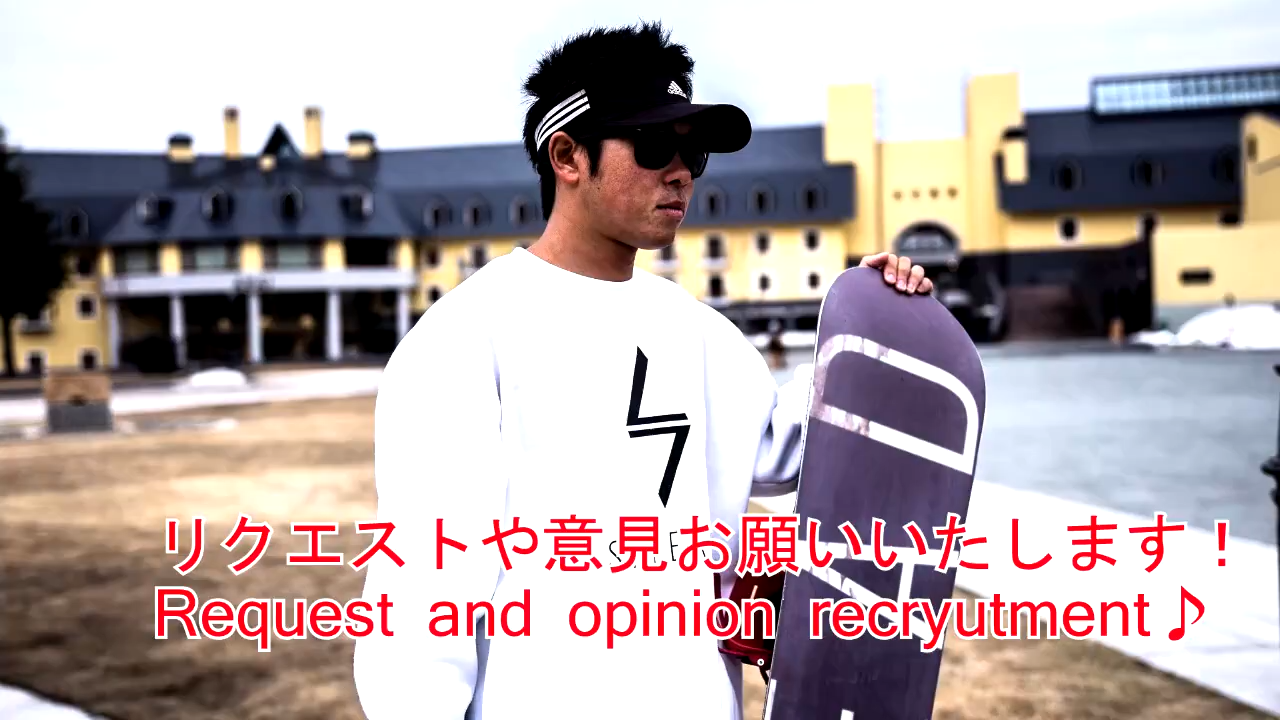 adidas
リクエストや意見お願いいたします！
Request and opinion recryutment♪